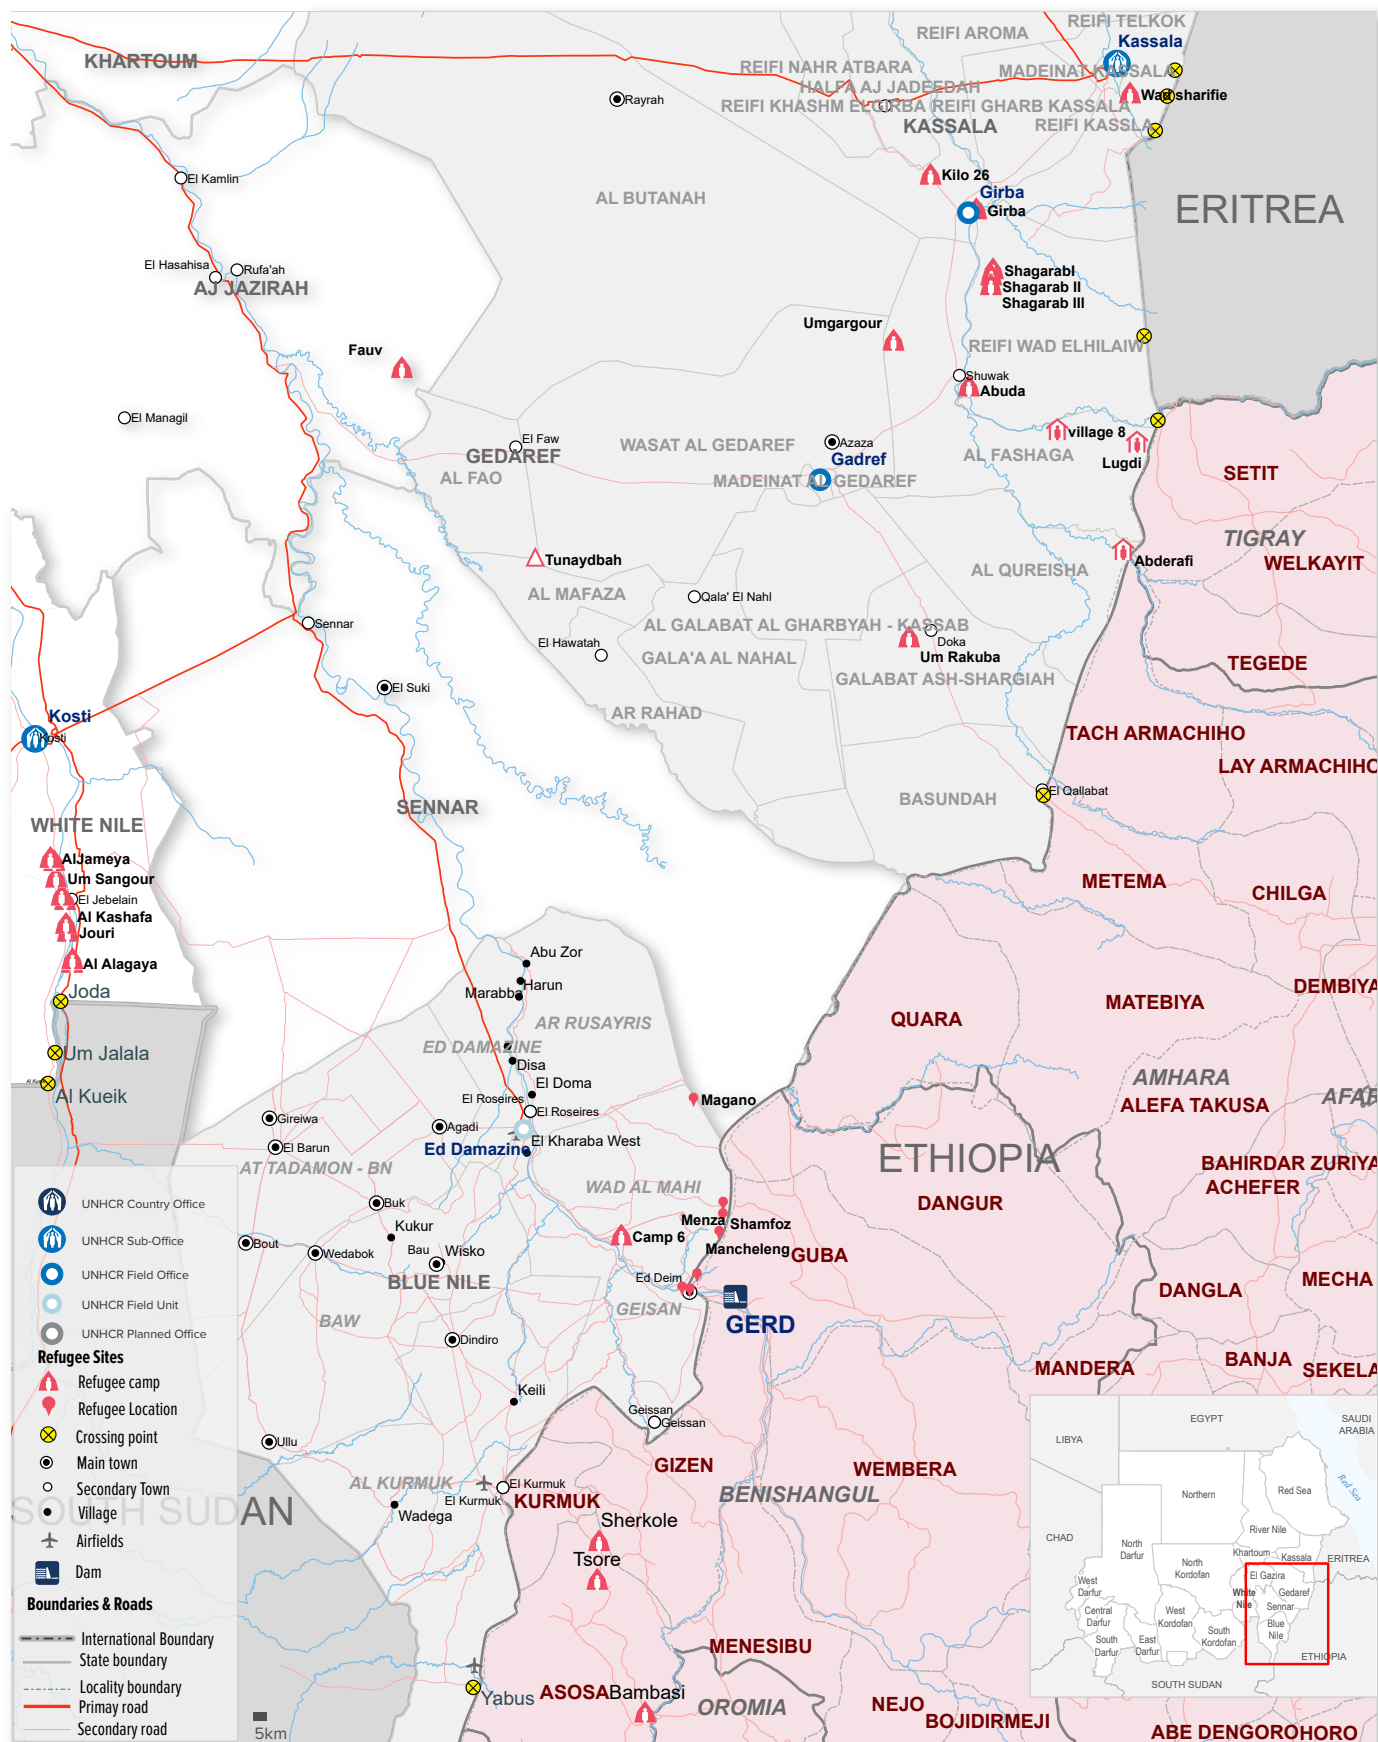 REIFI TELKOK
REIFI AROMA
Kassala
KHARTOUM
REIFI NAHR ATBARA
MADEINAT KASSALA
HALFA AJ JADEEDAH
Rayrah
Wadsharifie
REIFI KHASHM ELGIRBA REIFI GHARB KASSALA
KASSALA
REIFI KASSLA
El Kamlin
Kilo 26
AL BUTANAH
Girba
Girba
ERITREA
El Hasahisa
Rufa'ah
AJ JAZIRAH
ShagarabI
Shagarab II
Shagarab III
Umgargour
Fauv
REIFI WAD ELHILAIW
Shuwak
Abuda
El Managil
village 8
El Faw
WASAT AL GEDAREF
Azaza
GEDAREF
Gadref
AL FASHAGA
Lugdi
AL FAO
MADEINAT AL GEDAREF
SETIT
TIGRAY
Tunaydbah
Abderafi
WELKAYIT
AL QUREISHA
AL MAFAZA
Qala' El Nahl
Sennar
AL GALABAT AL GHARBYAH - KASSAB
El Hawatah
Doka
GALA'A AL NAHAL
Um Rakuba
TEGEDE
GALABAT ASH-SHARGIAH
El Suki
AR RAHAD
Kosti
Kosti
TACH ARMACHIHO
LAY ARMACHIHO
El Qallabat
BASUNDAH
SENNAR
WHITE NILE
AlJameya
Um Sangour
METEMA
CHILGA
El Jebelain
Al Kashafa
Jouri
Abu Zor
Al Alagaya
Joda
Harun
Marabba
DEMBIYA
MATEBIYA
QUARA
AR RUSAYRIS
ED DAMAZINE
Um Jalala
Disa
AMHARA
El Doma
Al Kueik
Al Kueik
El Roseires
Magano
AFAR
ALEFA TAKUSA
El Roseires
Gireiwa
Agadi
El Kharaba West
El Barun
Ed Damazine
ETHIOPIA
AT TADAMON - BN
BAHIRDAR ZURIYA
WAD AL MAHI
ACHEFER
UNHCR Country Office
Buk
DANGUR
Menza
Shamfoz
Kukur
UNHCR Sub-Office
Bout
Camp 6
Mancheleng
Wedabok
Bau
Wisko
GUBA
UNHCR Field Office
BLUE NILE
Ed Deim
MECHA
DANGLA
UNHCR Field Unit
GEISAN
BAW
GERD
UNHCR Planned Office
Dindiro
Refugee Sites
MANDERA
BANJA
SEKELA
Refugee camp
Keili
Refugee Location
Geissan
Geissan
Crossing point
Ullu
Main town
GIZEN
WEMBERA
Secondary Town
AL KURMUK
El Kurmuk
El Kurmuk
KURMUK
BENISHANGUL
SOUTH SUDAN
Village
Wadega
Sherkole
Airfields
Tsore
Dam
Boundaries & Roads
International Boundary
MENESIBU
State boundary
Locality boundary
Yabus
ASOSA
Bambasi
OROMIA
NEJO
Primay road
BOJIDIRMEJI
Secondary road
5km
ABE DENGOROHORO
EGYPT
SAUDI
ARABIA
LIBYA
Red Sea
Northern
Red Sea
CHAD
River Nile
North
Darfur
Khartoum
Kassala
ERITREA
North
Kordofan
El Gazira
West
Darfur
White
Nile
Gedaref
Sennar
Central
Darfur
West
Kordofan
Blue
Nile
South
Kordofan
South
Darfur
East
Darfur
ETHIOPIA
SOUTH SUDAN